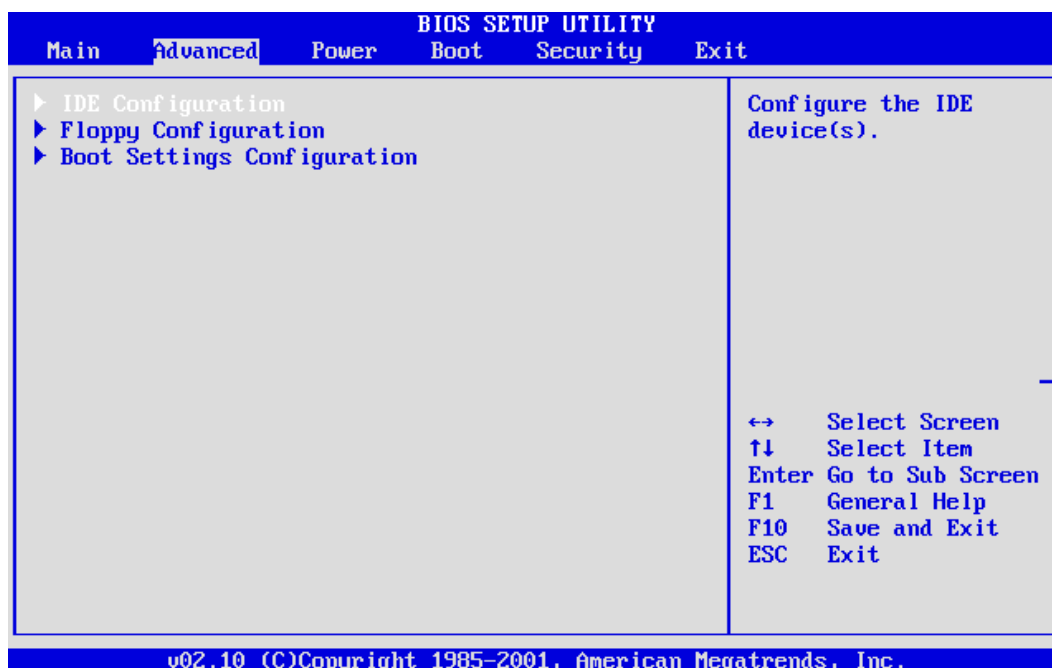 BIOS SETUP UTILITY
Main Advanced Power Boot Security Exit
IDE Configuration
Floppy Configuration
Boot Settings Configuration
Configure the IDE
device(s).
←→ Select Screen
↑↓ Select Item
Enter Go to Sub Screen
F1 General Help
F10 Save and Exit
ESC Exit
v02.10 (C)Copyright 1985-2001, American Megatrends, Inc.